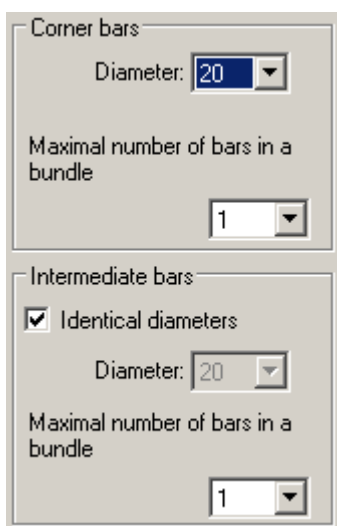 Corner bars
Diameter: 20
Maximal number of bars in a
bundle
1
Intermediate bars
Identical diameters
Diameter: 20
Maximal number of bars in a
bundle
1